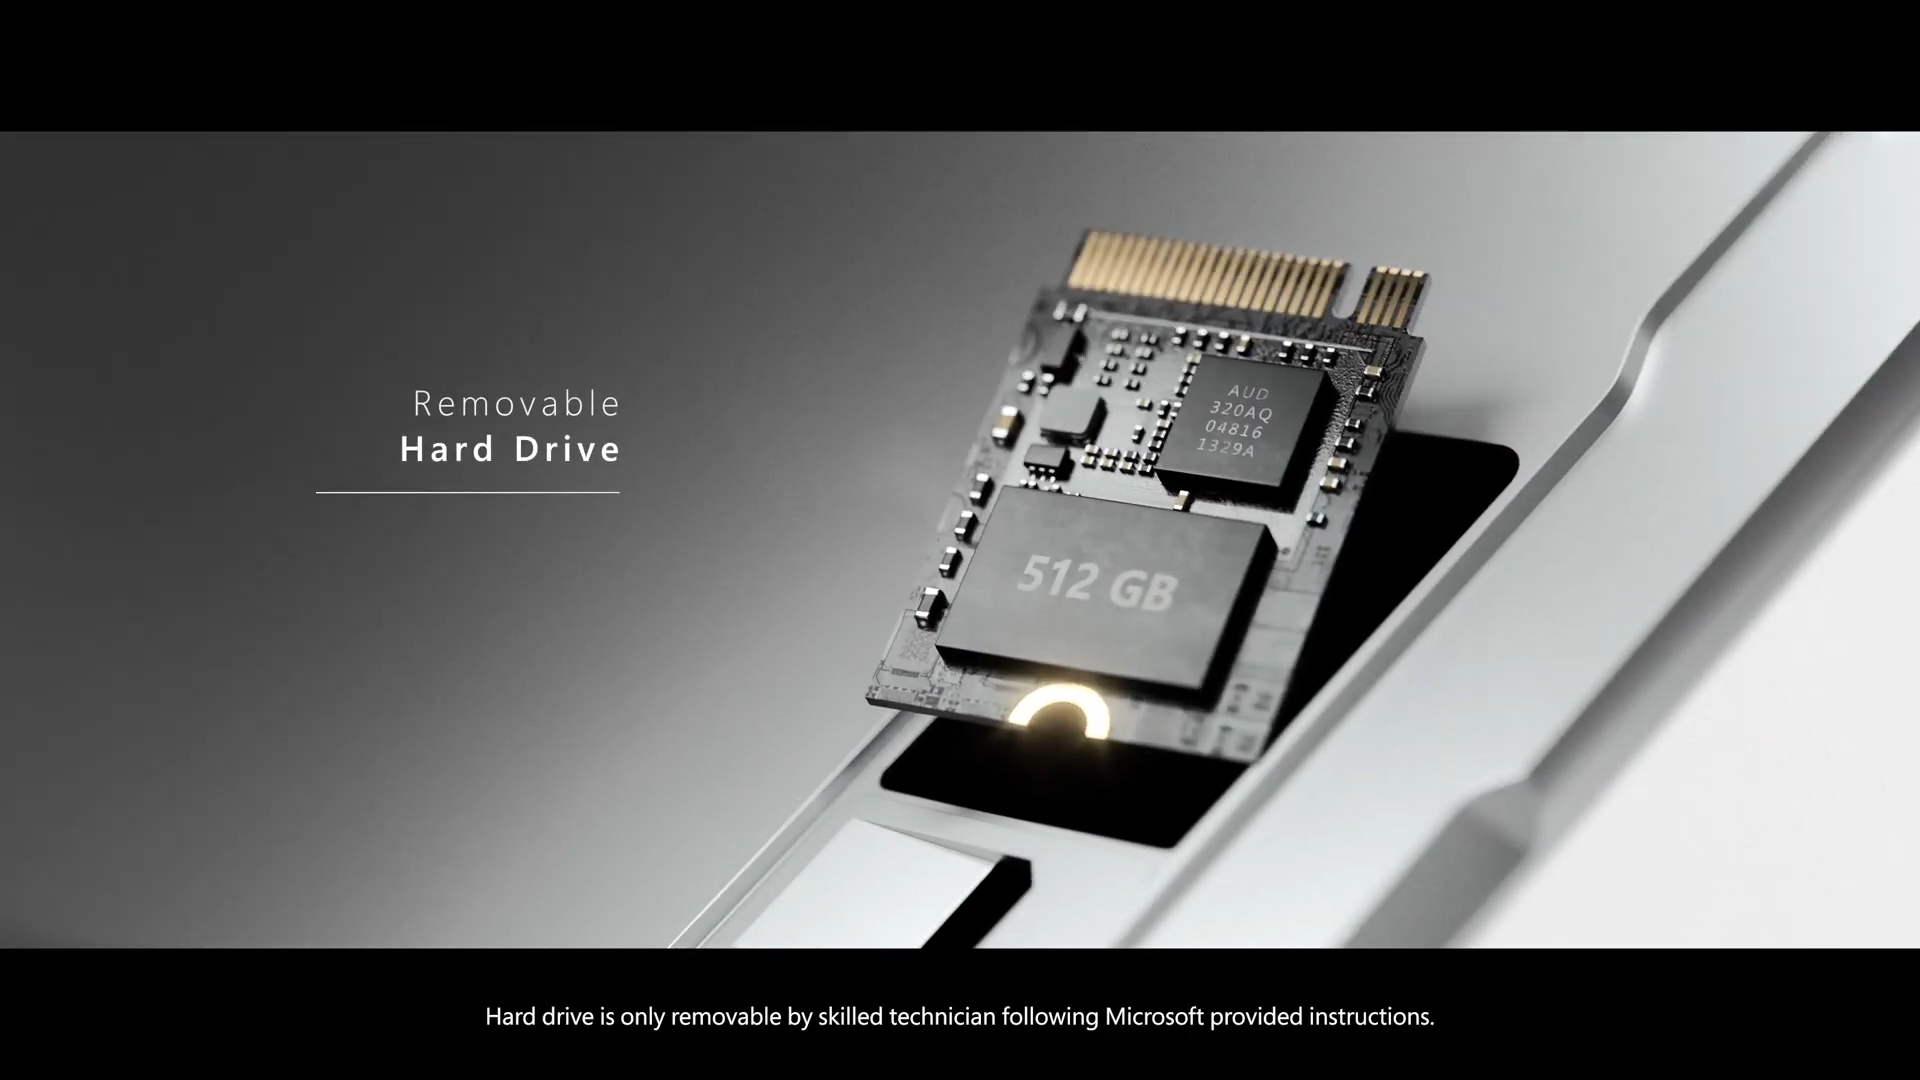 Removable
Hard Drive
AUD
320AQ
04816
1329A
512 GB
Hard drive is only removable by skilled technician following Microsoft provided instructions.